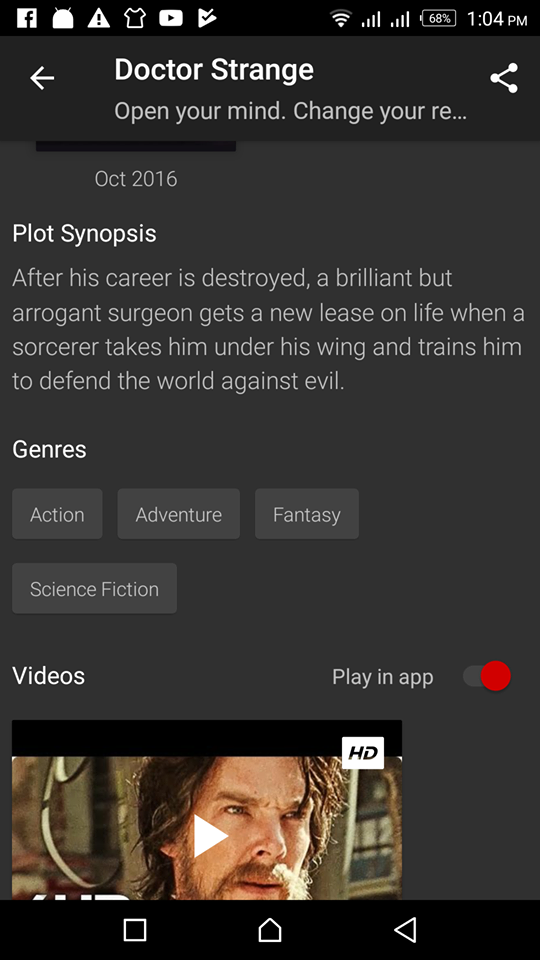 68% 1:04 PM
Doctor Strange
Open your mind. Change your re...
Oct 2016
Plot Synopsis
After his career is destroyed, a brilliant but
arrogant surgeon gets a new lease on life when a
sorcerer takes him under his wing and trains him
to defend the world against evil.
Genres
Action Adventure Fantasy
Science Fiction
Videos Play in app
HD